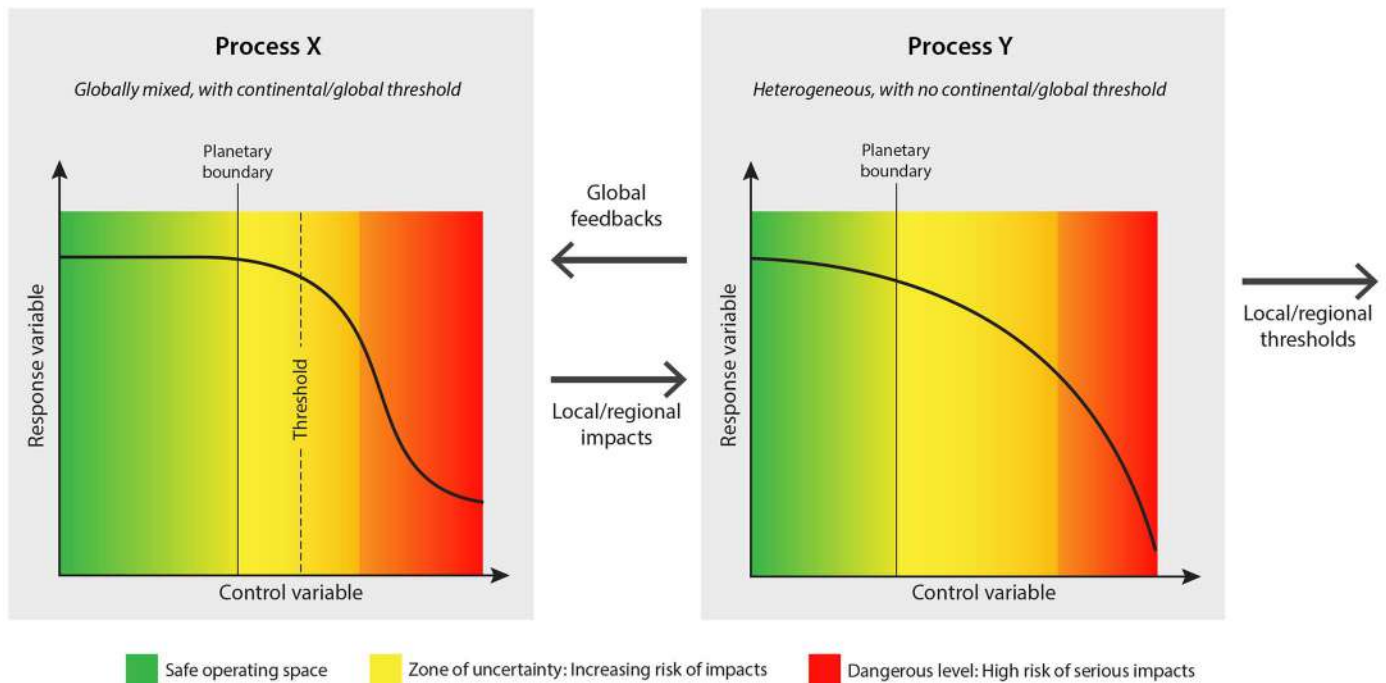 Process X
Globally mixed, with continental/global threshold
Planetary
boundary
Threshold
Response variable
Control variable
Global
feedbacks
Local/regional
impacts
Process Y
Heterogeneous, with no continental/global threshold
Planetary
boundary
Response variable
Control variable
Local/regional
thresholds
Safe operating space
Zone of uncertainty: Increasing risk of impacts
Dangerous level: High risk of serious impacts